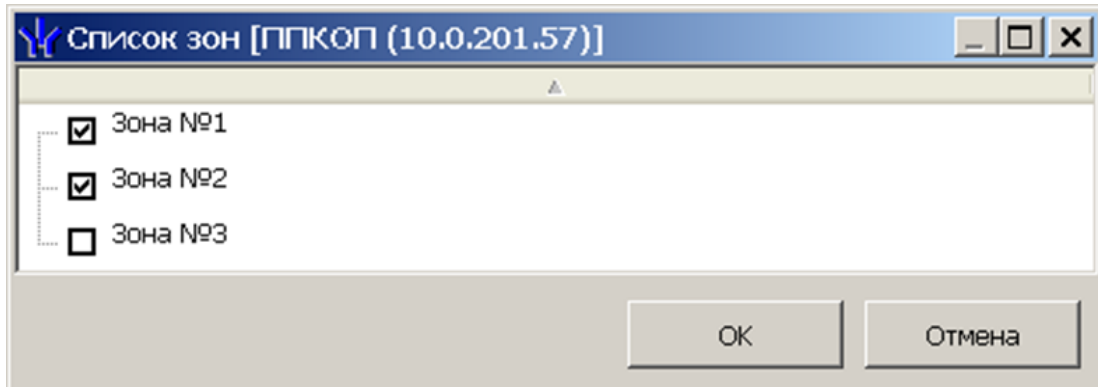 Список зон [ППКОП (10.0.201.57)]
Зона №1
Зона №2
Зона №3
ОК Отмена